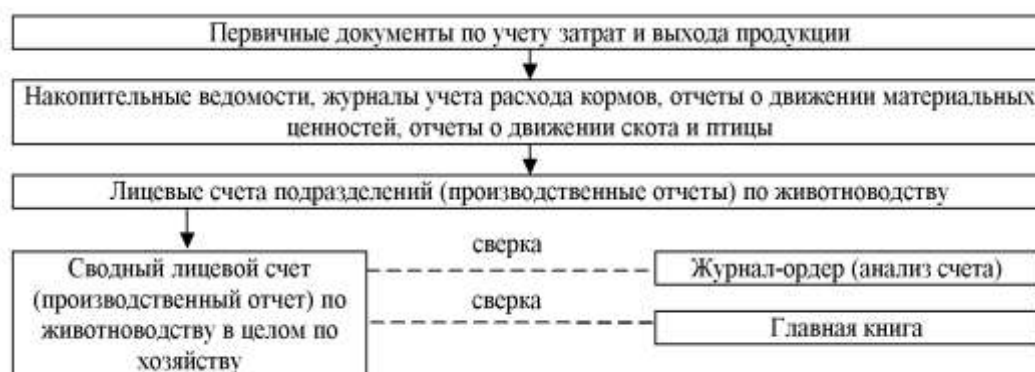 Первичные документы по учету затрат и выхода продукции
Накопительные ведомости, журналы учета расхода кормов, отчеты о движении материальных
ценностей, отчеты о движении скота и птицы
Лицевые счета подразделений (производственные отчеты) по животноводству
сверка
Сводный лицевой счет
(производственный отчет) по
животноводству в целом по
хозяйству
Журнал-ордер (анализ счета)
сверка
Главная книга